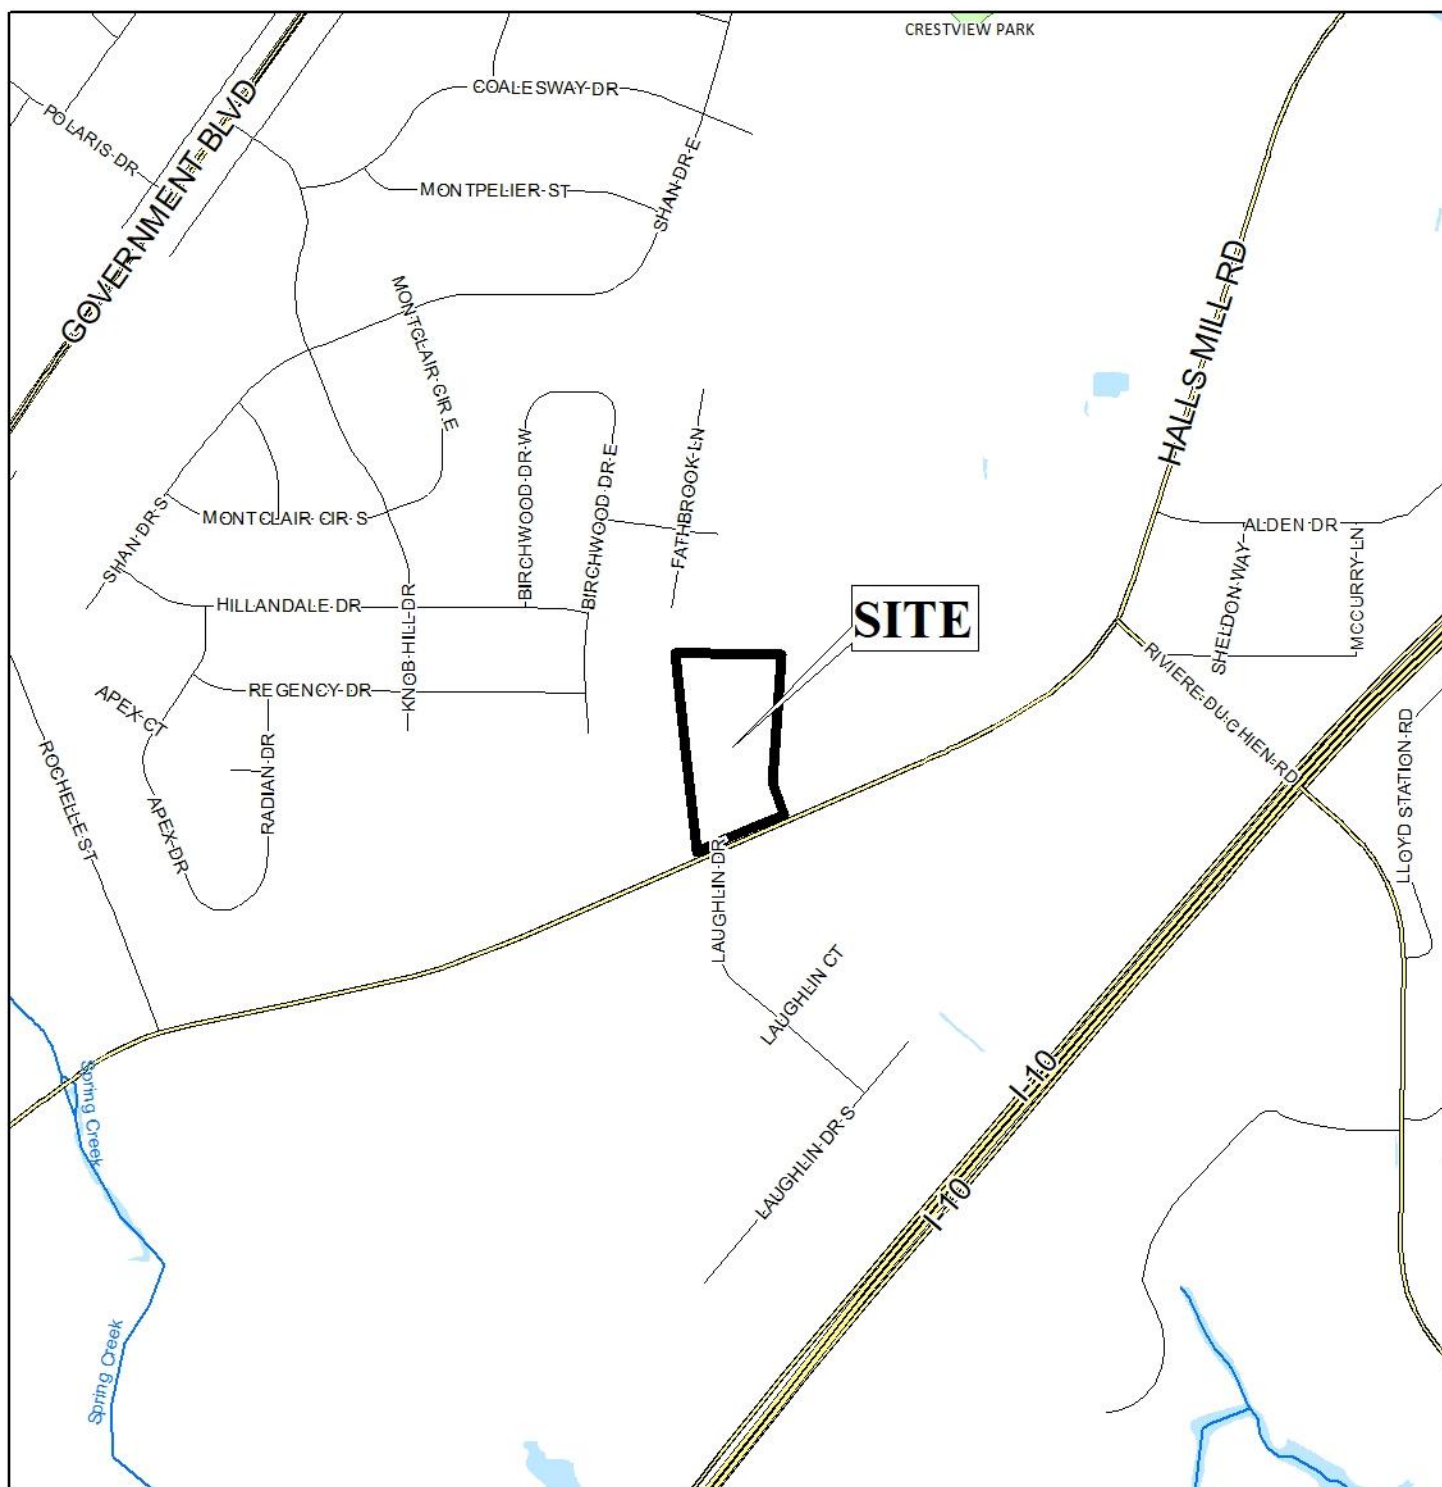 CRESTVIEW PARK
COALESWAY DR
POLARIS DR
GOVERNMENT BLVD
MONTPELIER ST
SHAN DR E
MONTCLAIR CIR E
HALLS MILL RD
BIRCHWOOD DR W
BIRCHWOOD DR E
FATHBROOK LN
SHAN DR S
MONTCLAIR CIR S
ALDEN DR
SHELDON WAY
MCCURRY LN
HILLANDALE DR
KNOB HILL DR
SITE
RIVIERE DU CHIEN RD
REGENCY DR
APEX CT
ROCHELLE ST
RADIAN DR
APEX DR
LLOYD STATION RD
LAUGHLIN DR
LAUGHLIN CT
Spring Creek
I-10
LAUGHLIN DR S
I-10
Spring Creek